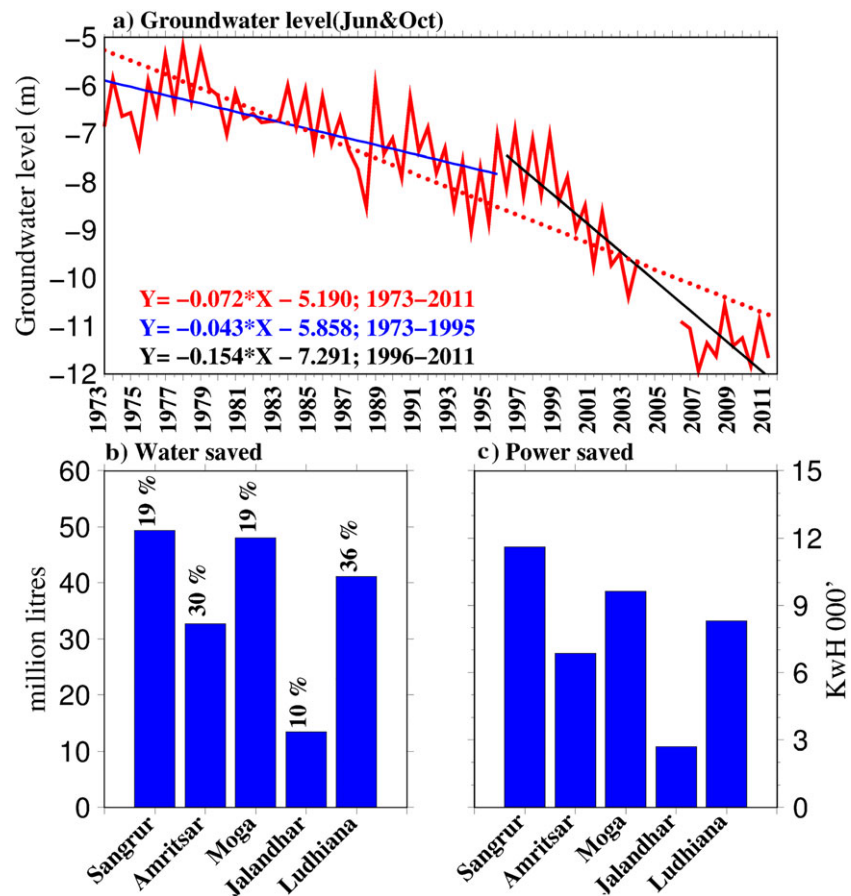 a) Groundwater level(Jun&Oct)
Groundwater level (m)
−5
−6
−7
−8
−9
−10
−11
−12
Y= −0.072*X − 5.190; 1973−2011
Y= −0.043*X − 5.858; 1973−1995
Y= −0.154*X − 7.291; 1996−2011
1973 1975 1977 1979 1981 1983 1985 1987 1989 1991 1993 1995 1997 1999 2001 2003 2005 2007 2009 2011
b) Water saved
million litres
60
50
40
30
20
10
0
19 % 30 % 19 % 10 % 36 %
Sangrur Amritsar Moga Jalandhar Ludhiana
c) Power saved
15
12
9
6
3
0
KwH 000’
Sangrur Amritsar Moga Jalandhar Ludhiana